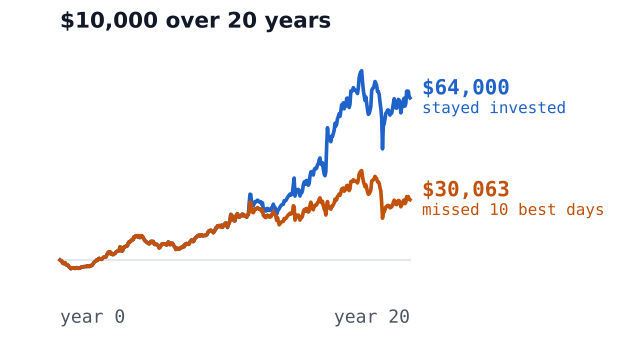 $10,000 over 20 years
$64,000
stayed invested
$30,063
missed 10 best days
year 0
year 20